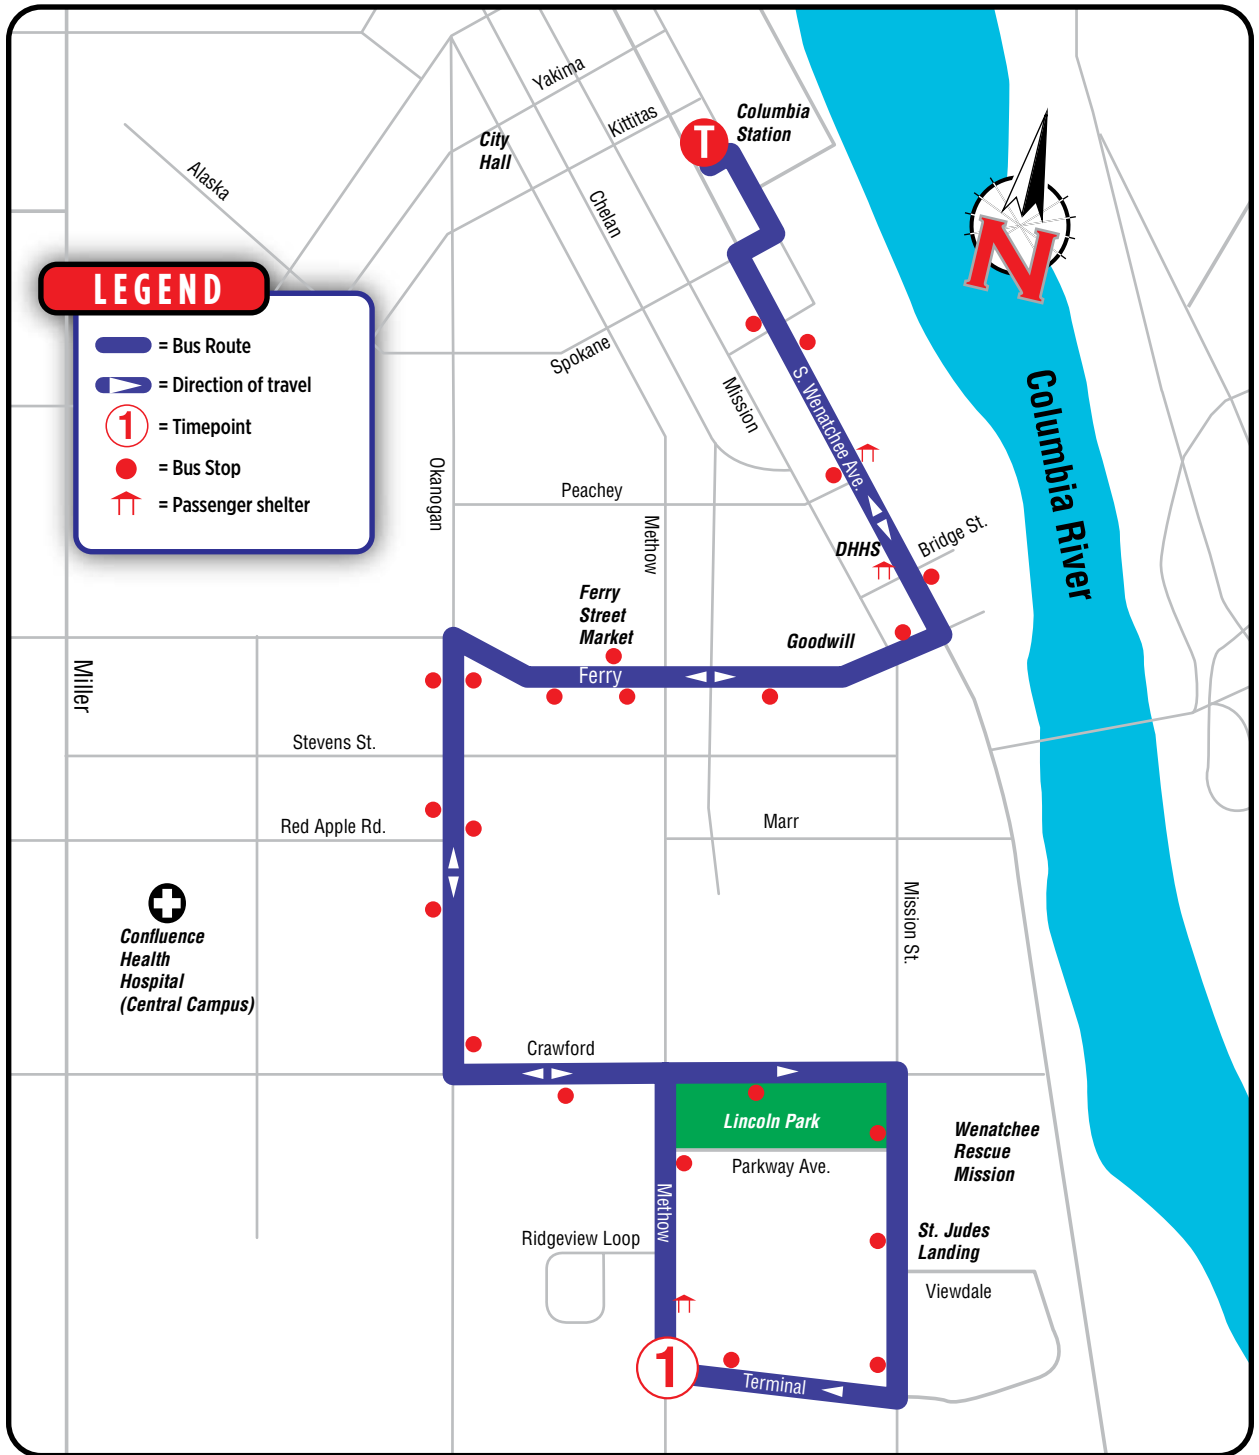 Yakima
Kittitas
Columbia
Station
T
City
Hall
Alaska
Chelan
N
LEGEND
= Bus Route
= Direction of travel
1 = Timepoint
= Bus Stop
= Passenger shelter
Spokane
Mission
S. Wenatchee Ave.
Columbia River
Okanogan
Peachey
Methow
DHHS
Bridge St.
Ferry
Street
Market
Goodwill
Miller
Ferry
Stevens St.
Red Apple Rd.
Marr
Mission St.
Confluence
Health
Hospital
(Central Campus)
Crawford
Lincoln Park
Wenatchee
Rescue
Mission
Parkway Ave.
Methow
Ridgeview Loop
St. Judes
Landing
Viewdale
1
Terminal